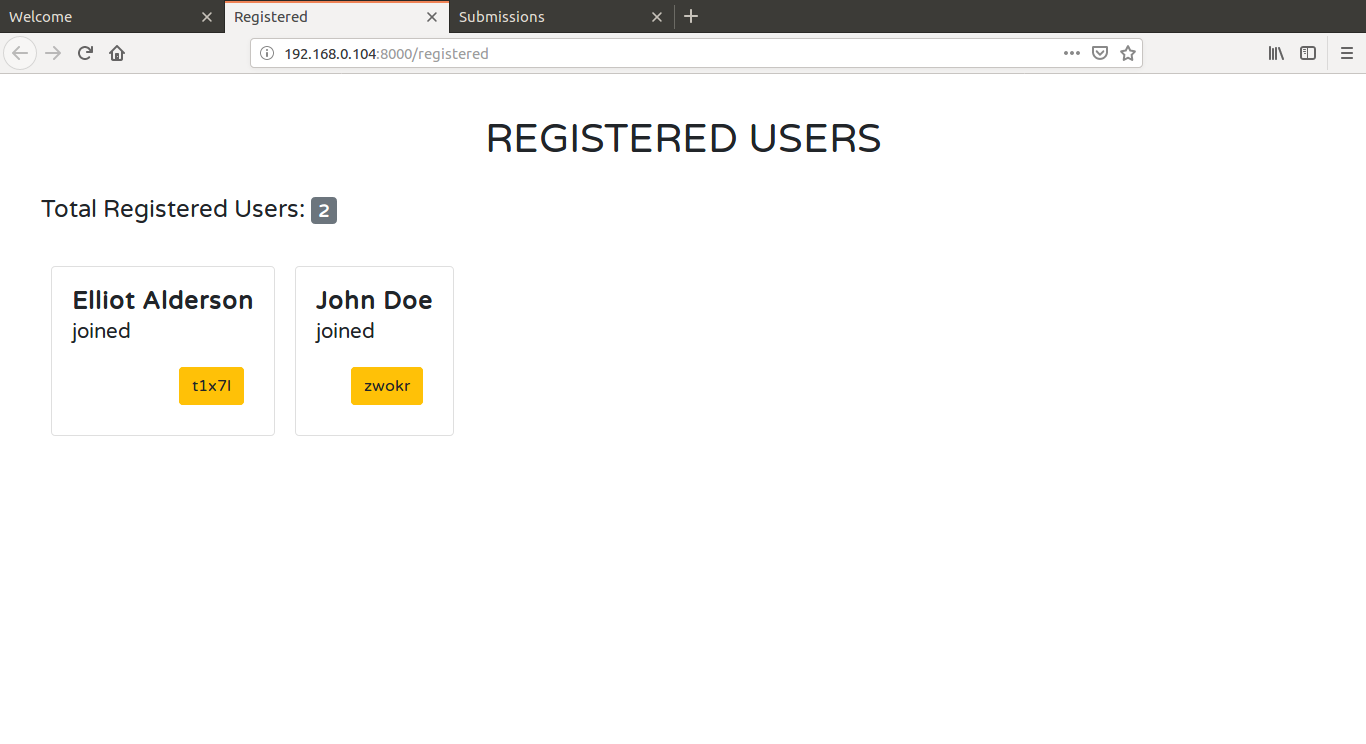 Welcome
Registered
Submissions
192.168.0.104:8000/registered
REGISTERED USERS
Total Registered Users: 2
Elliot Alderson
joined
t1x7l
John Doe
joined
zwokr